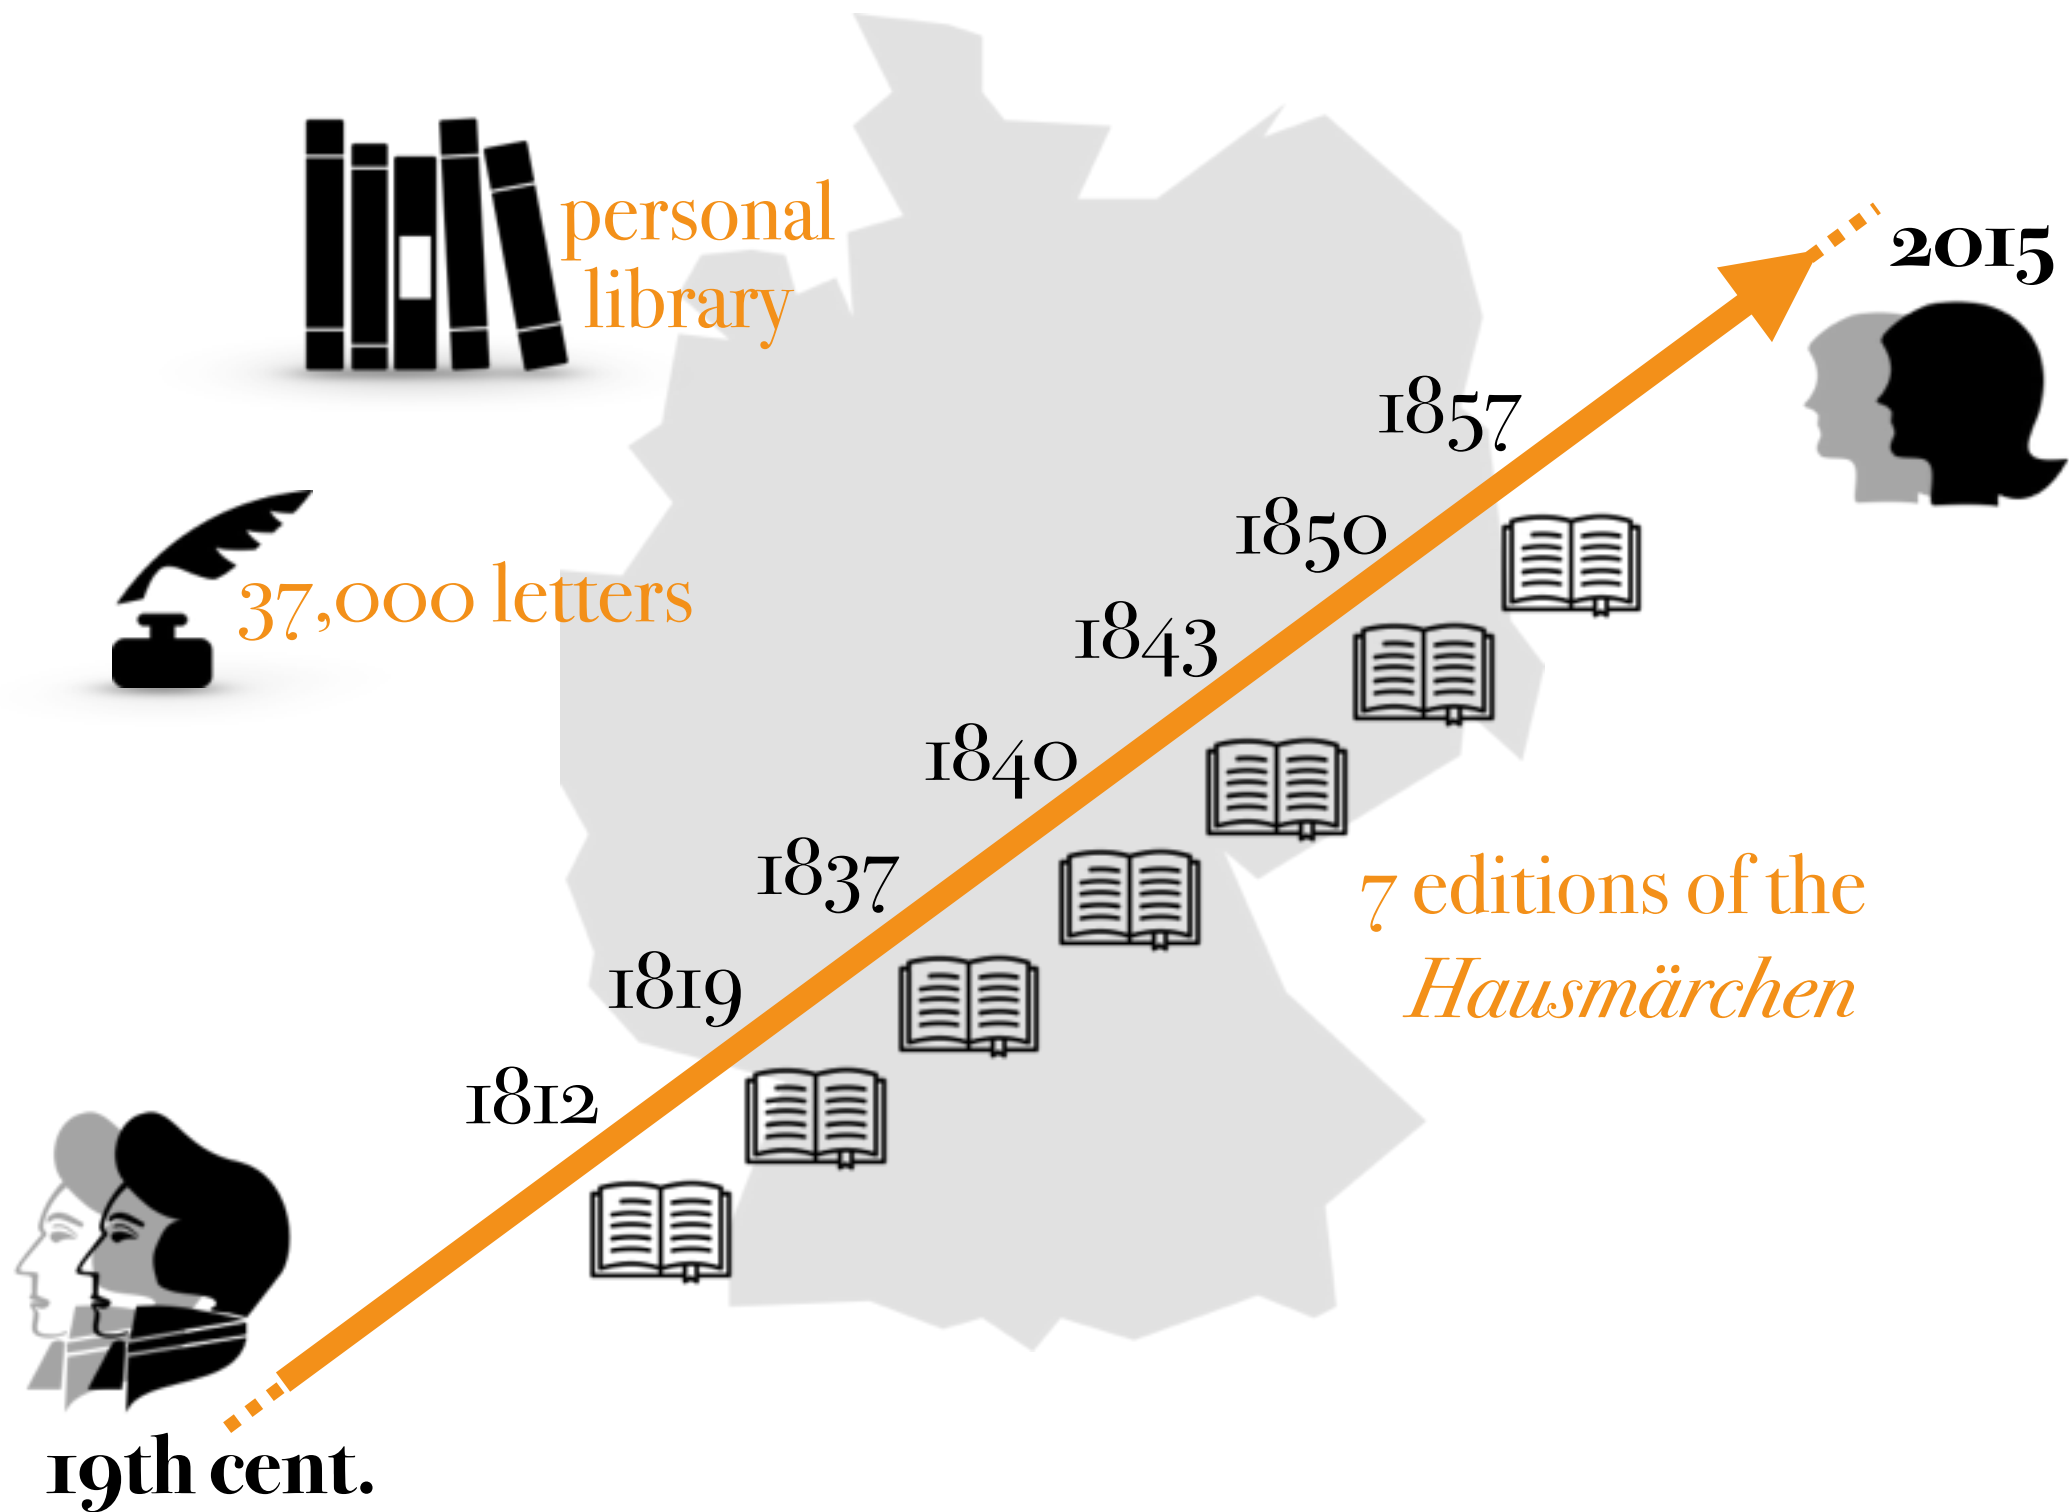 personal
library
2015
1857
1850
37,000 letters
1843
1840
1837
7 editions of the
Hausmärchen
1819
1812
19th cent.